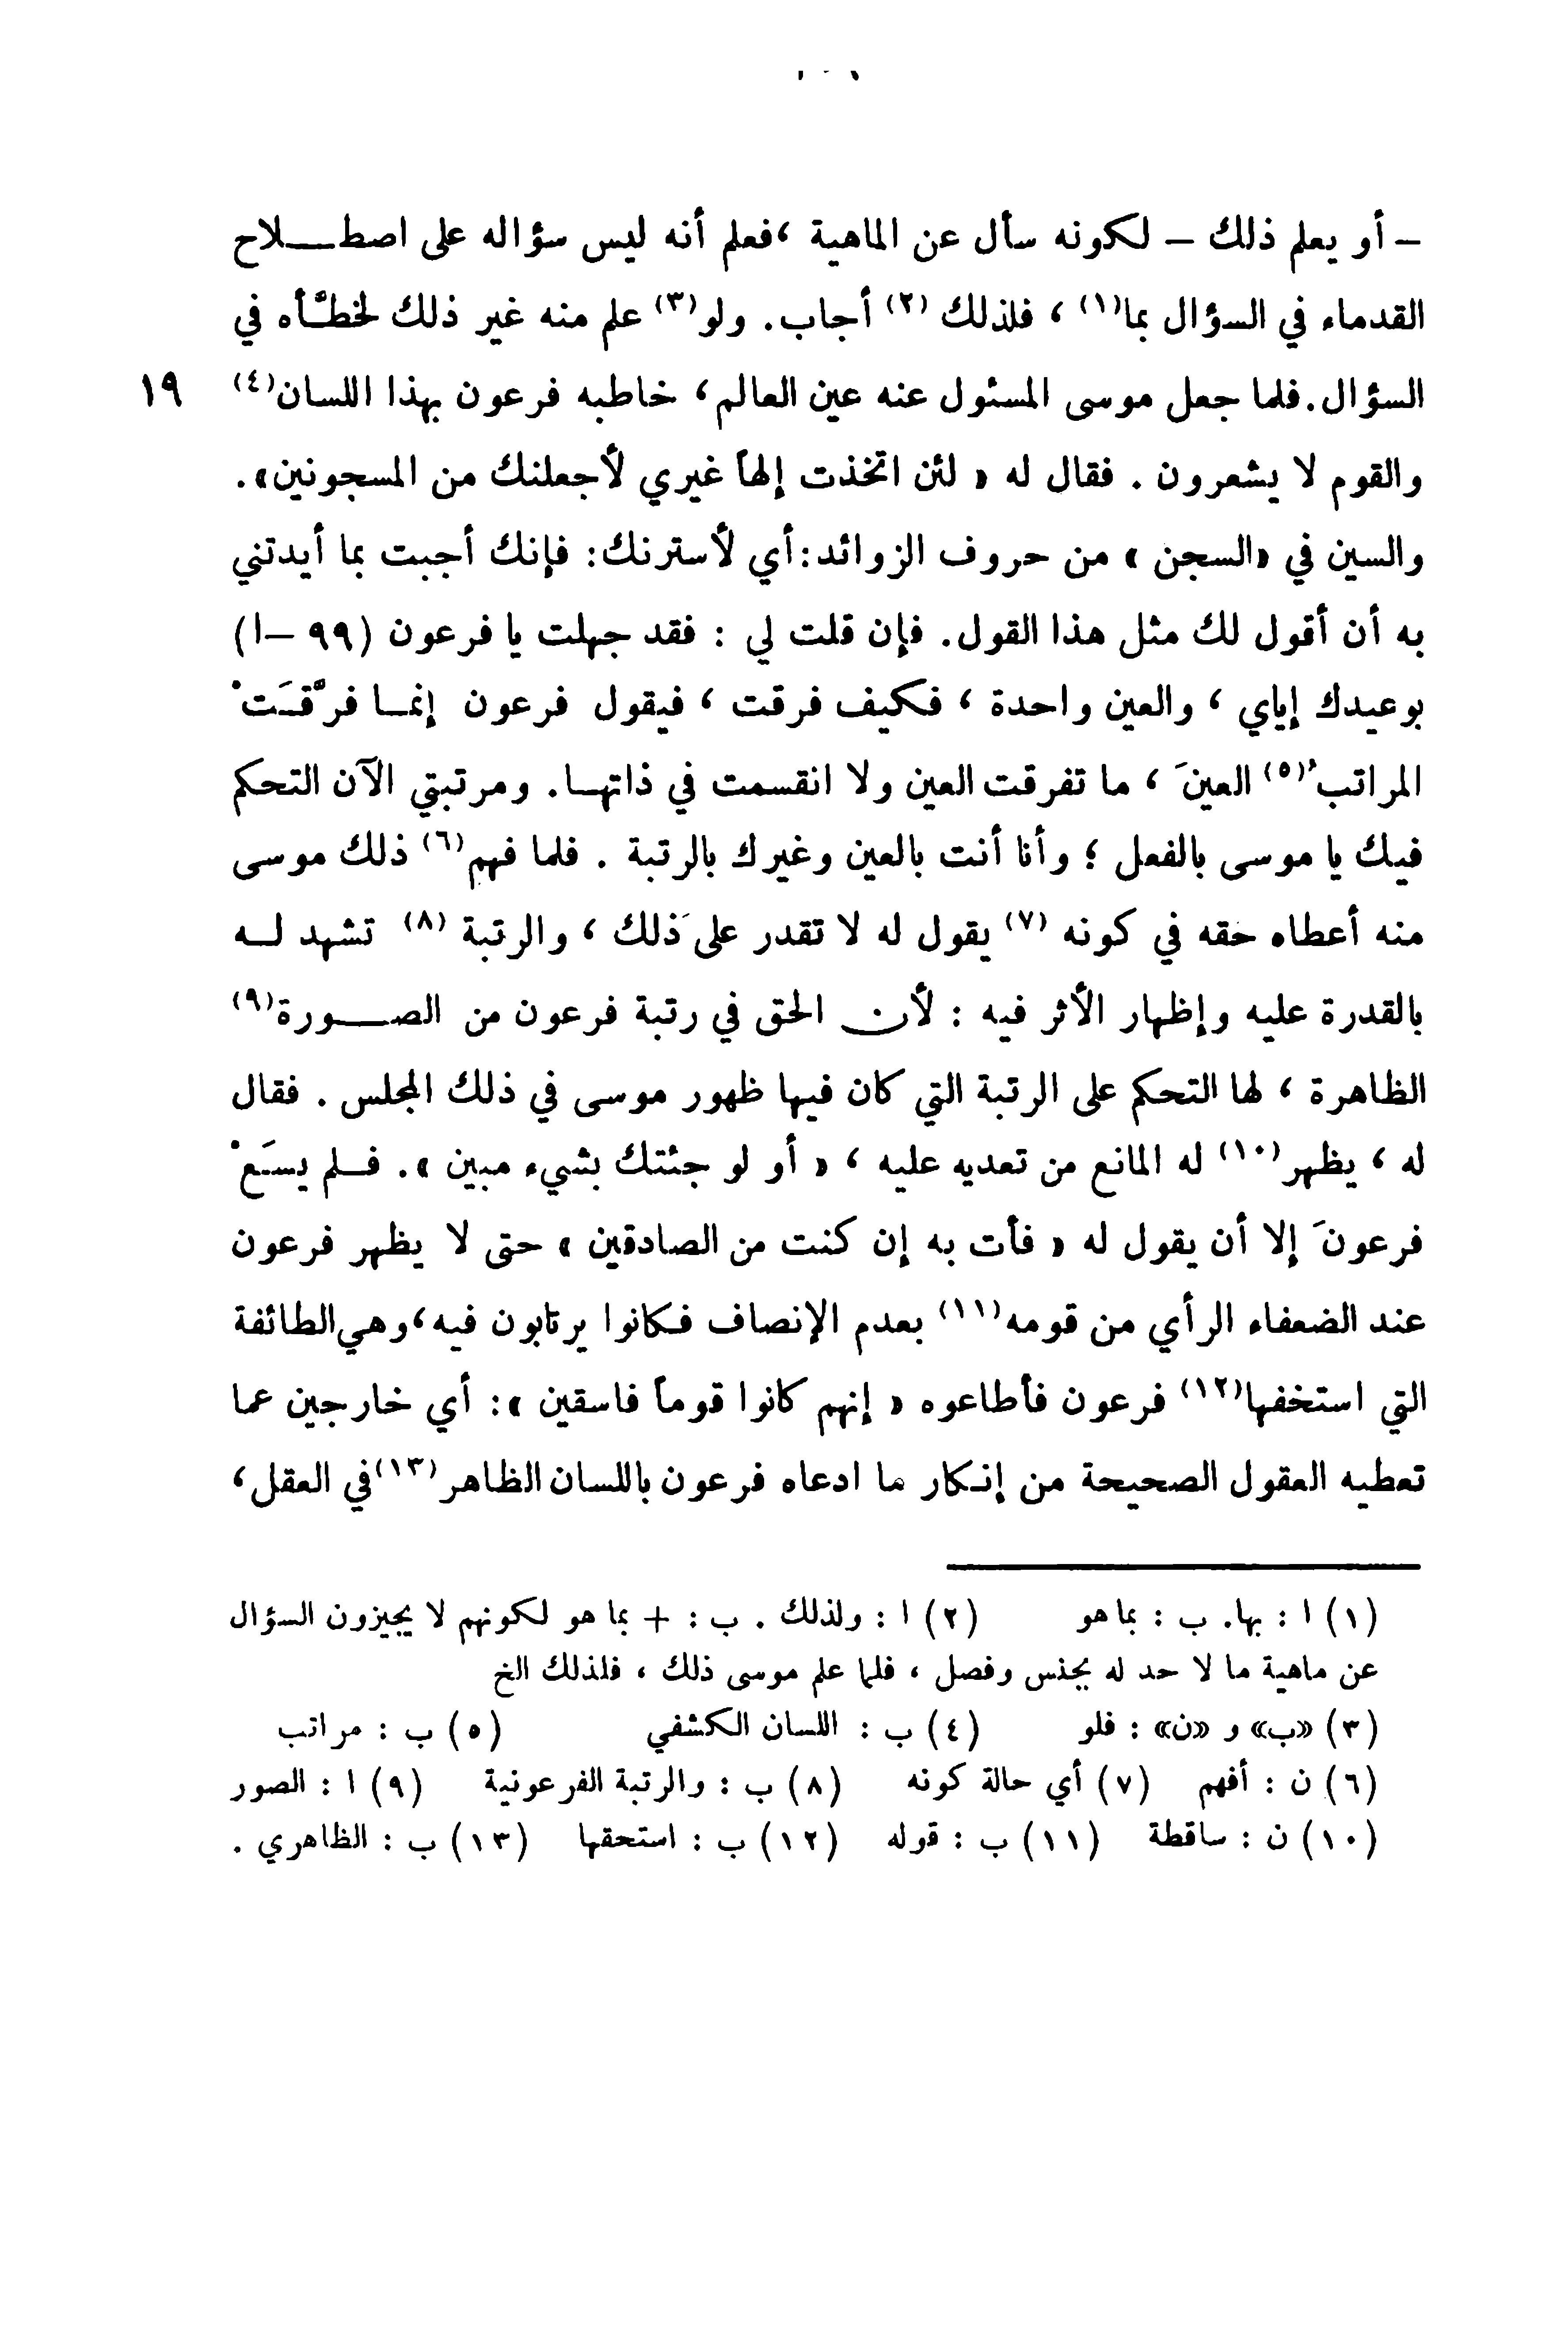 – أو يعلم ذلك – لكونه سأل عن الماهية ، فعلم أنه ليس سؤاله على اصطــلاح
القدماء في السؤال بما(١) ، فلذلك (٢) أجاب. ولو(٣) علم منه غير ذلك لخطَّأه في
السؤال. فلما جعل موسى المسئول عنه عين العالم، خاطبه فرعون بهذا اللسان(٤) ١٩
والقوم لا يشعرون . فقال له « لئن اتخذت إلهاً غيري لأجعلنك من المسجونين».
والسين في «السجن » من حروف الزوائد: أي لأسترنك: فإنك أجبت بما أيدتني
به أن أقول لك مثل هذا القول. فإن قلت لي : فقد جهلت يا فرعون (٩٩ –ا)
بوعيدك إياي ، والعين واحدة ، فكيف فرقت ، فيقول فرعون إنمــا فرَّقــَتْ
المراتبُ(٥) العينَ ، ما تفرقت العين ولا انقسمت في ذاتهــا. ومرتبتي الآن التحكم
فيك يا موسى بالفعل ؛ وأنا أنت بالعين وغيرك بالرتبة . فلما فهم(٦) ذلك موسى
منه أعطاه حقه في كونه (٧) يقول له لا تقدر على ذلك ، والرتبة (٨) تشهد لــه
بالقدرة عليه وإظهار الأثر فيه : لأن الحق في رتبة فرعون من الصــورة(٩)
الظاهرة ، لها التحكم على الرتبة التي كان فيها ظهور موسى في ذلك المجلس . فقال
له ، يظهر(١٠) له المانع من تعديه عليه ، « أو لو جئتك بشيء مبين ». فــلم يسَعْ
فرعونَ إلا أن يقول له « فأت به إن كنت من الصادقين » حتى لا يظهر فرعون
عند الضعفاء الرأي من قومه(١١) بعدم الإنصاف فكانوا يرتابون فيه، وهي الطائفة
التي استخفها(١٢) فرعون فأطاعوه « إنهم كانوا قوماً فاسقين »: أي خارجين عما
تعطيه العقول الصحيحة من إنكار ما ادعاه فرعون باللسان الظاهر(١٣) في العقل،
(١) ا : بها. ب : بما هو (٢) ا : ولذلك . ب : + بما هو لكونهم لا يجيزون السؤال
عن ماهية ما لا حد له بجنس وفصل ، فلما علم موسى ذلك ، فلذلك الخ
(٣) «ب» و «ن» : فلو (٤) ب : اللسان الكشفي (٥) ب : مراتب
(٦) ن : أفهم (٧) أي حالة كونه (٨) ب : والرتبة الفرعونية (٩) ا : الصور
(١٠) ن : ساقطة (١١) ب : قوله (١٢) ب : استحقها (١٣) ب : الظاهري .